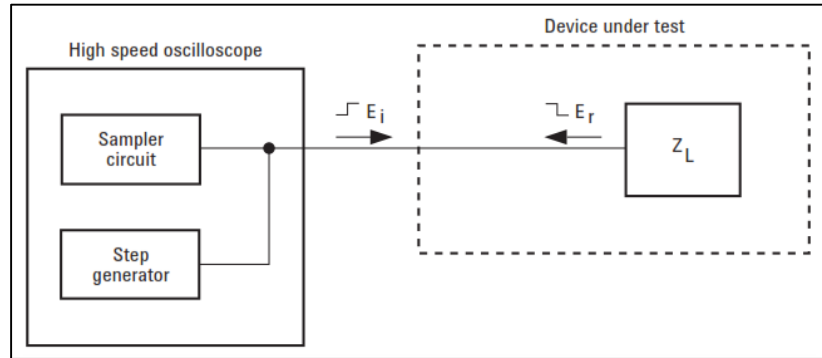 Device under test
High speed oscilloscope
Sampler
circuit
E i
E r
Z L
Step
generator